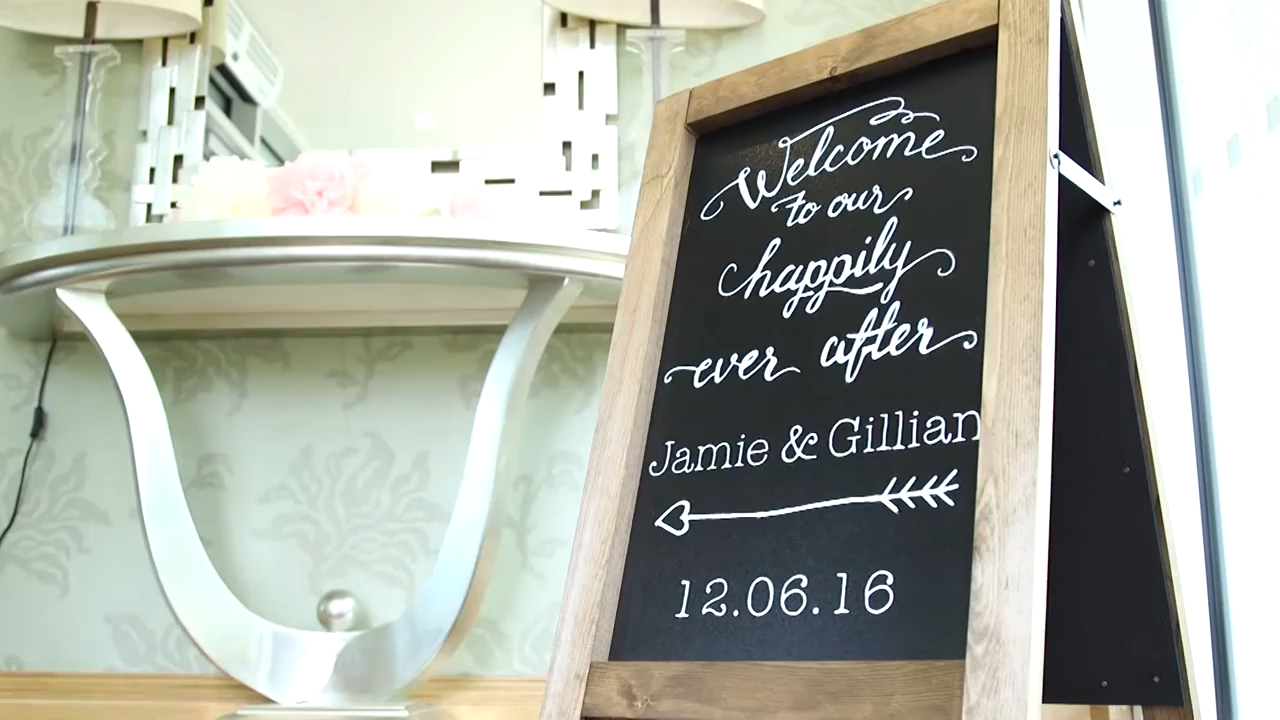 Welcome
to our
happily
ever after
Jamie & Gillian
12.06.16